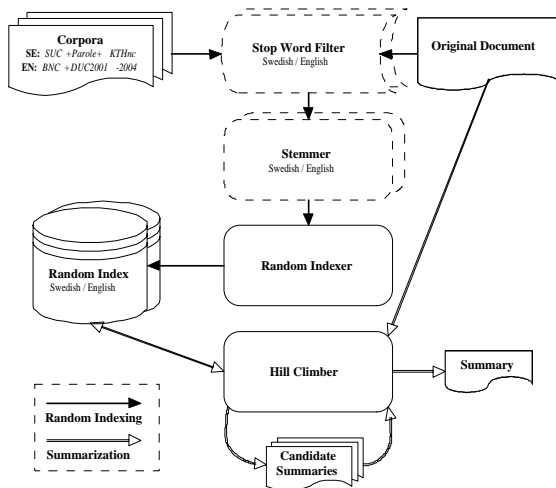 Corpora
SE: SUC +Parole+ KTHnc
EN: BNC +DUC2001 -2004
Stop Word Filter
Swedish / English
Original Document
Stemmer
Swedish / English
Random Index
Swedish / English
Random Indexer
Hill Climber
Summary
Random Indexing
Summarization
Candidate
Summaries